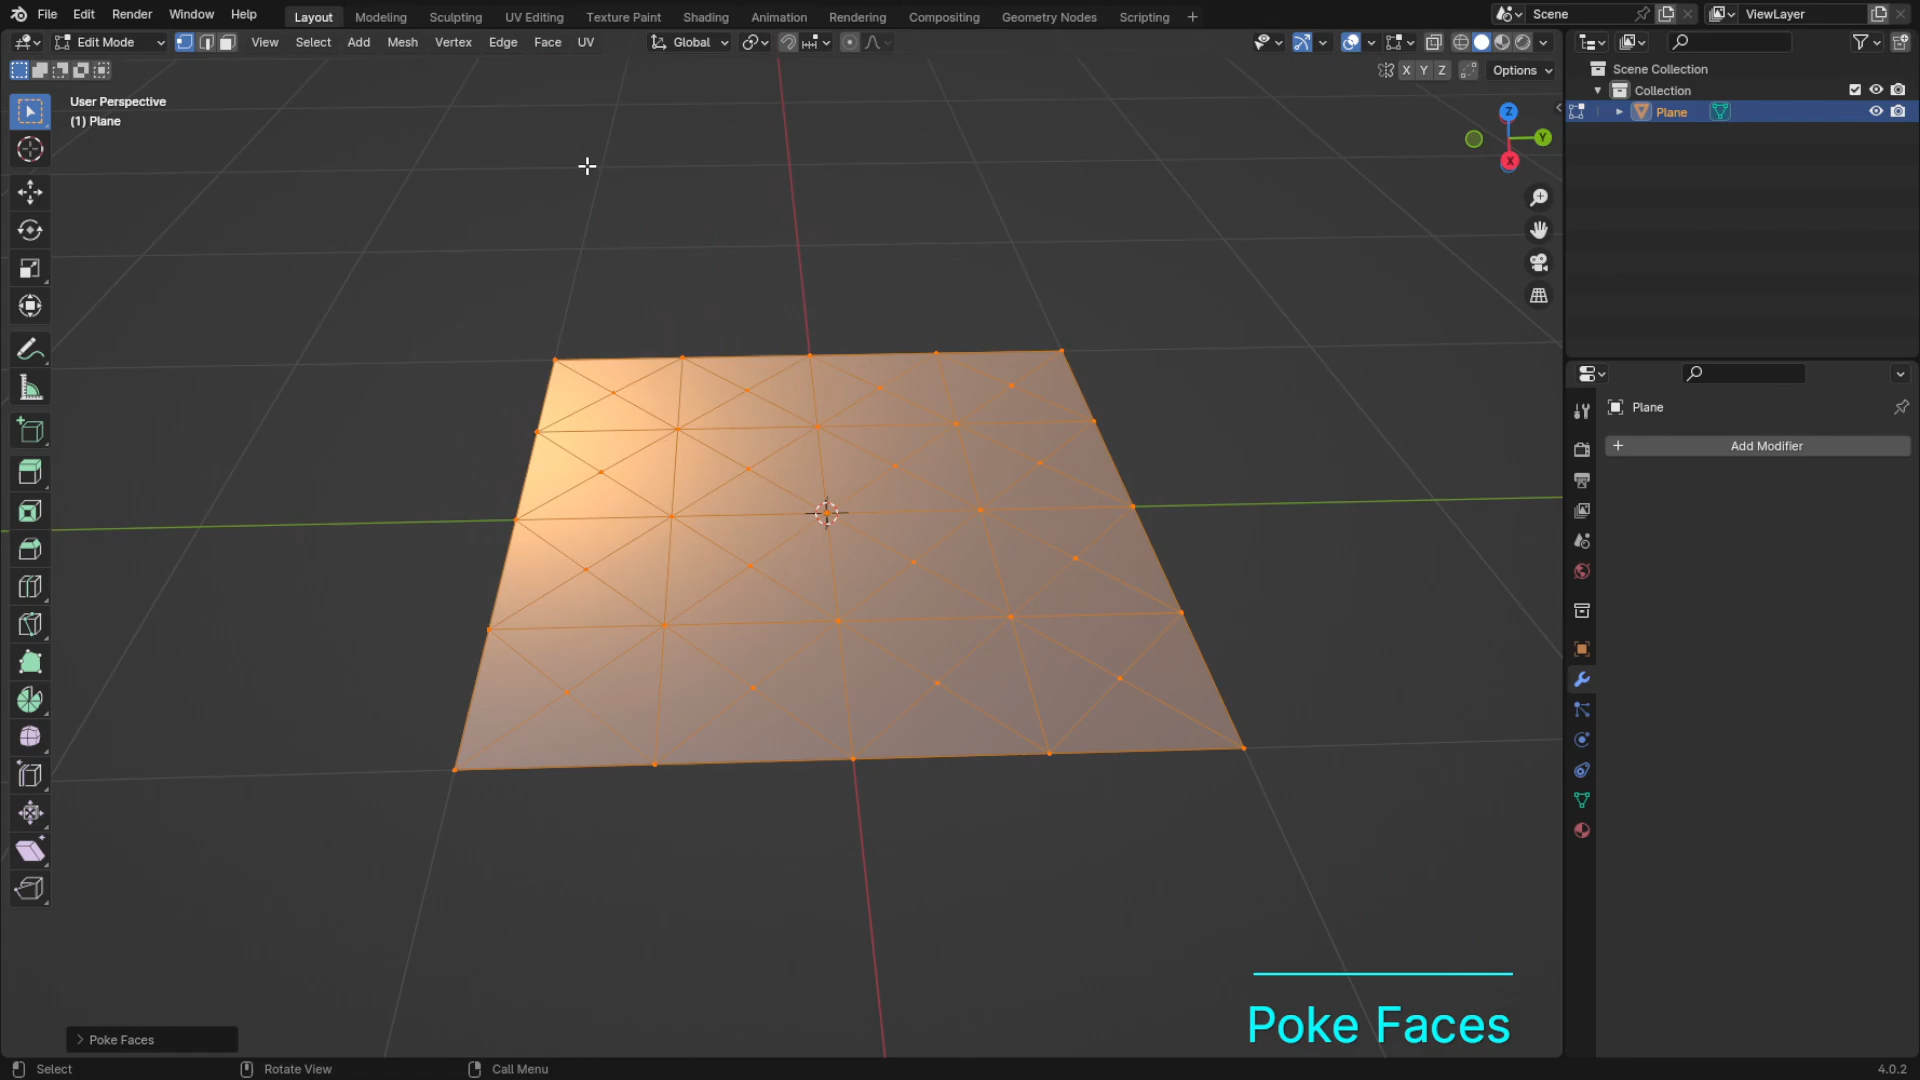 File Edit Render Window Help Layout Modeling Sculpting UV Editing Texture Paint Shading Animation Rendering Compositing Geometry Nodes Scripting + Scene ViewLayer
Edit Mode View Select Add Mesh Vertex Edge Face UV Global
X Y Z Options
Scene Collection
Collection
Plane
User Perspective
(1) Plane
Z
Y
X
Plane
+ Add Modifier
Poke Faces
Poke Faces
Select Rotate View Call Menu 4.0.2